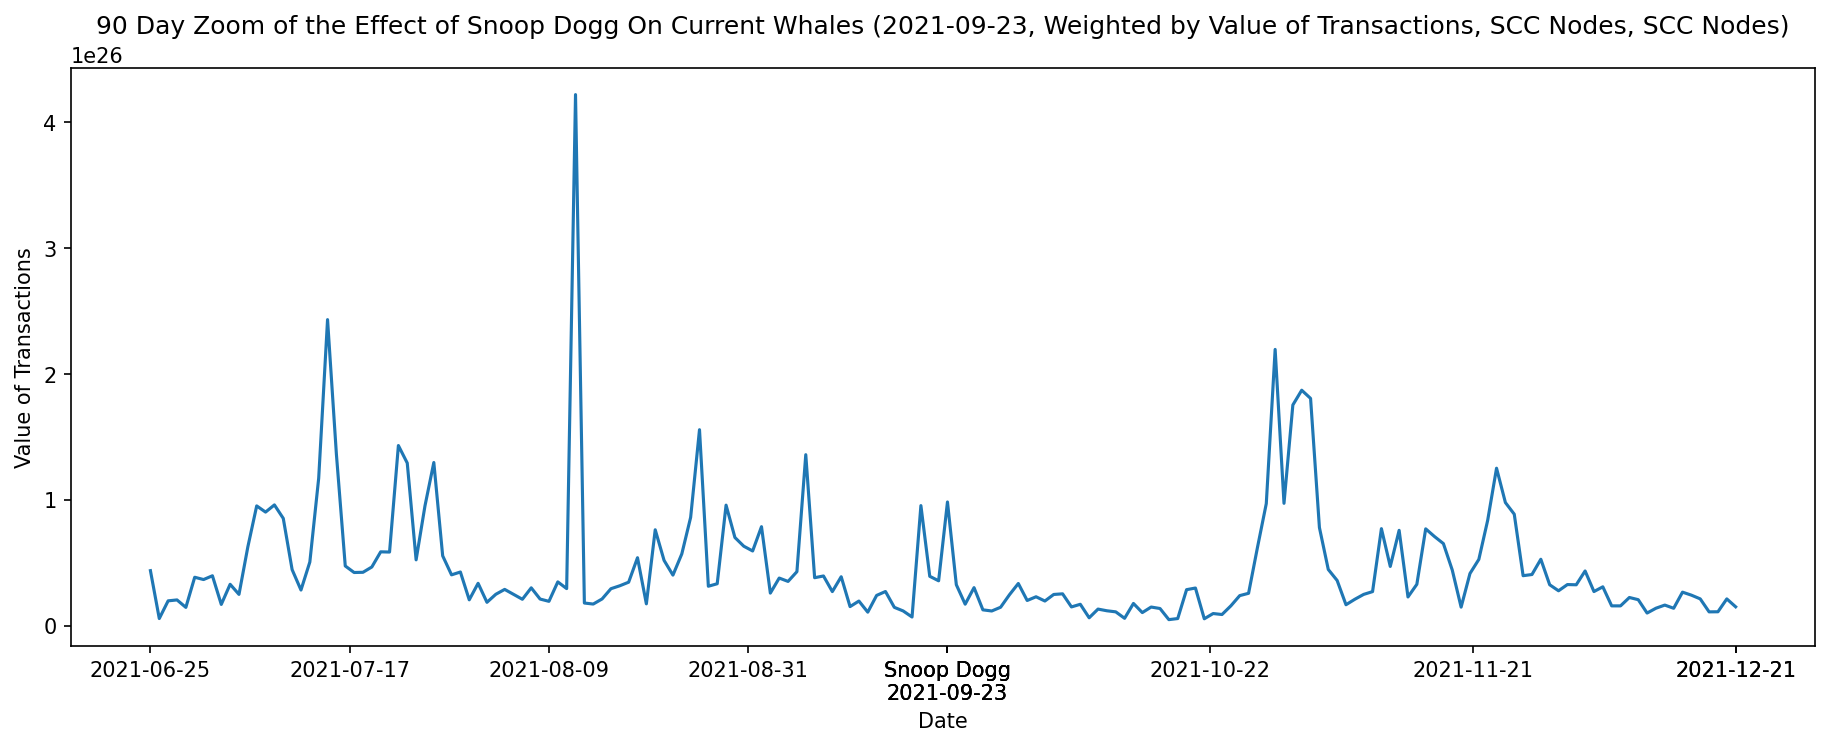 90 Day Zoom of the Effect of Snoop Dogg On Current Whales (2021-09-23, Weighted by Value of Transactions, SCC Nodes, SCC Nodes)
1e26
4
3
2
1
0
Value of Transactions
2021-06-25 2021-07-17 2021-08-09 2021-08-31 Snoop Dogg 2021-10-22 2021-11-21 2021-12-21
2021-09-23
Date